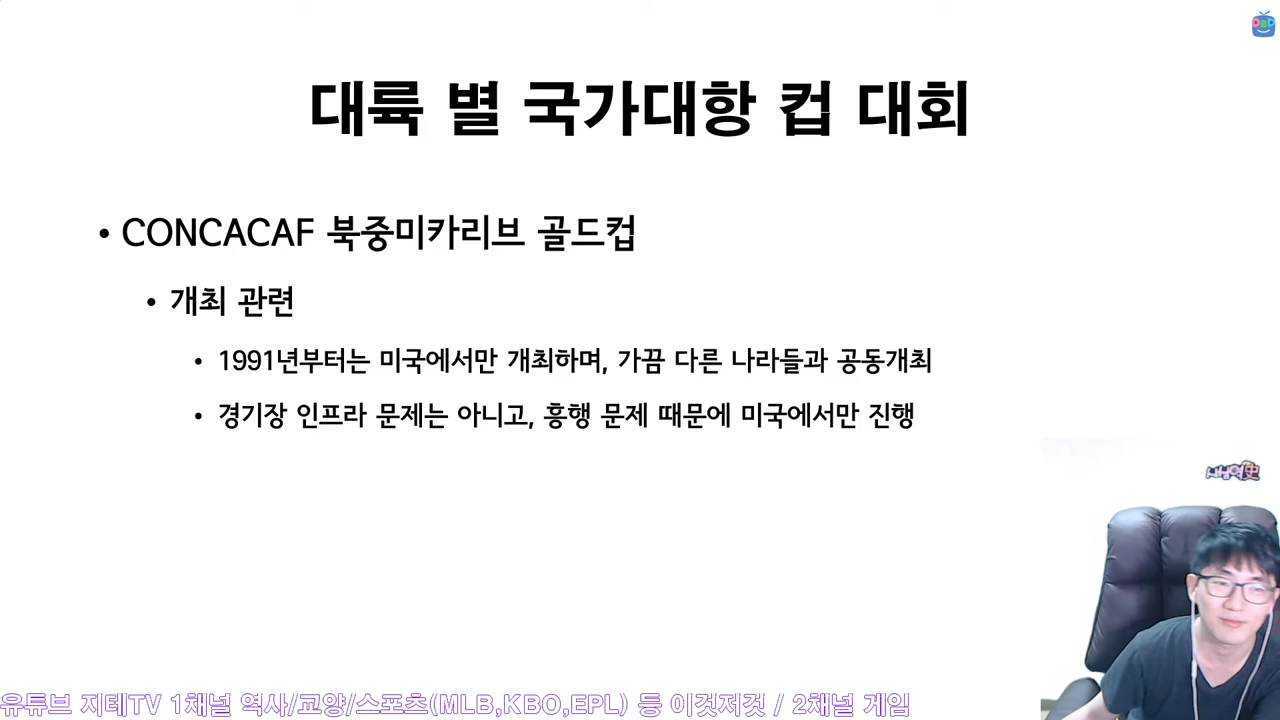 대륙 별 국가대항 컵 대회
• CONCACAF 북중미카리브 골드컵
• 개최 관련
• 1991년부터는 미국에서만 개최하며, 가끔 다른 나라들과 공동개최
• 경기장 인프라 문제는 아니고, 흥행 문제 때문에 미국에서만 진행
유튜브 지테TV 1채널 역사/교양/스포츠(MLB,KBO,EPL) 등 이것저것 / 2채널 게임